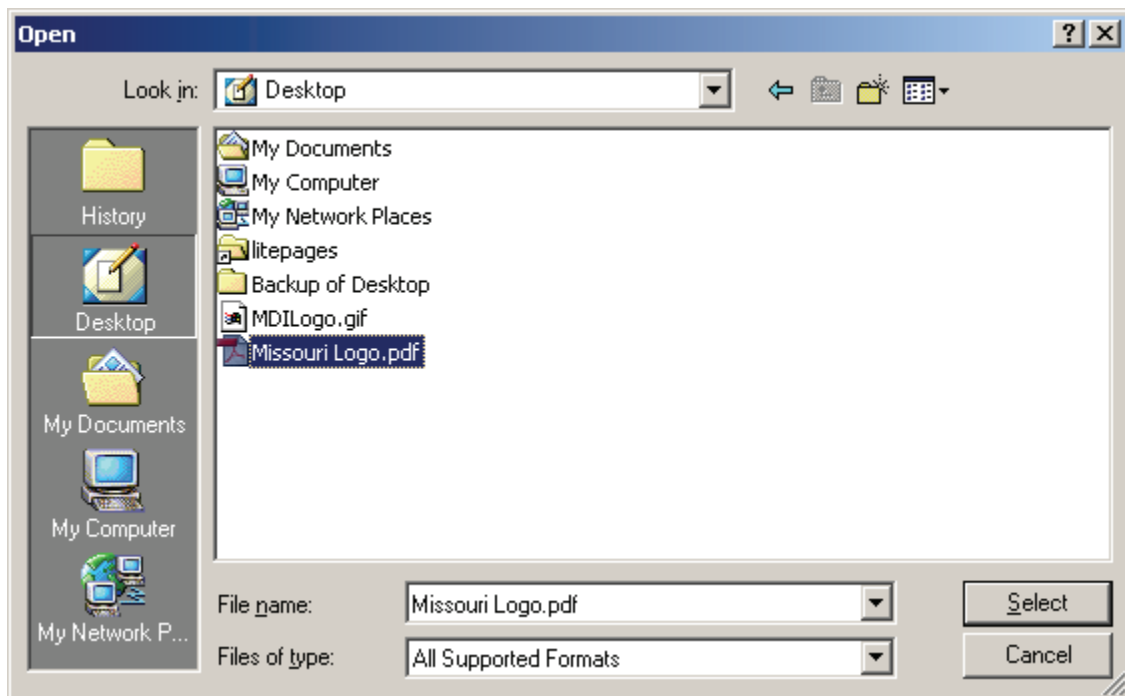 Open
Look in:
Desktop
History
Desktop
My Documents
My Computer
My Network P...
My Documents
My Computer
My Network Places
litepages
Backup of Desktop
MDILogo.gif
Missouri Logo.pdf
File name:
Missouri Logo.pdf
Select
Files of type:
All Supported Formats
Cancel